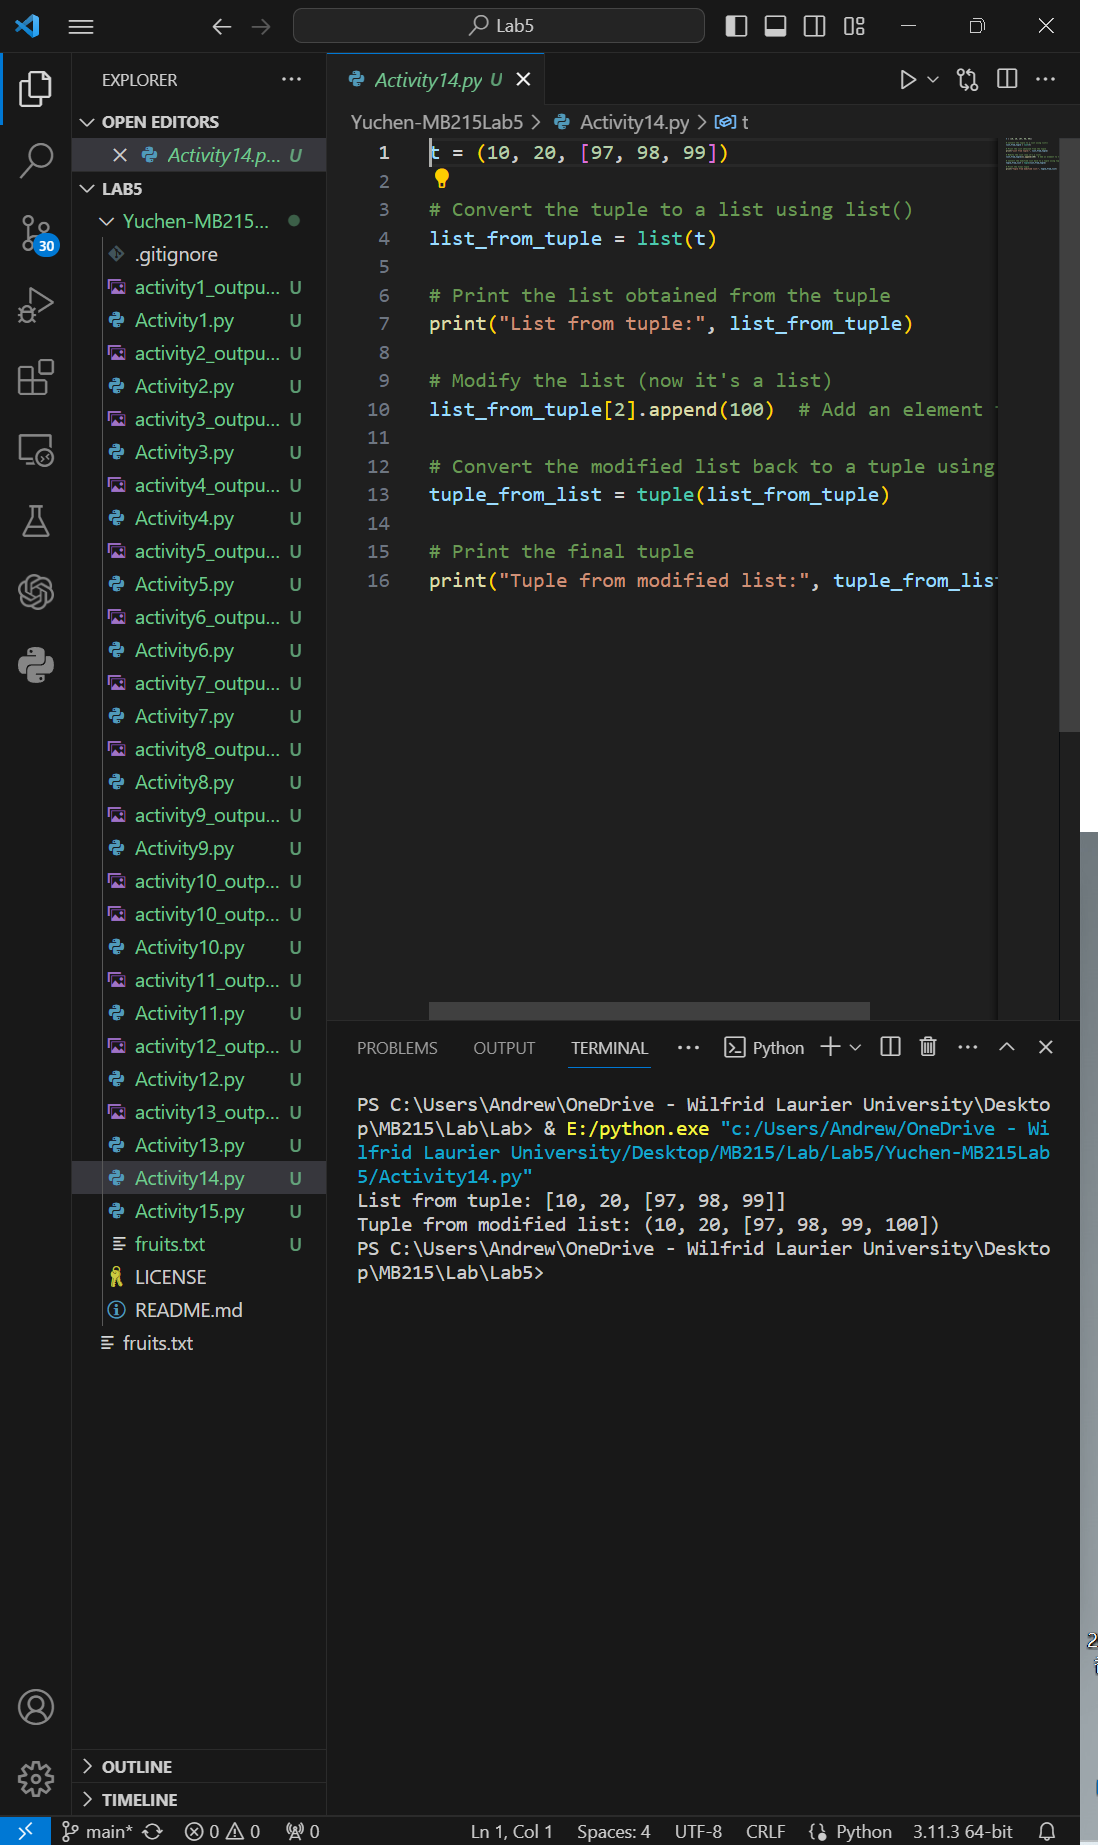 Lab5
EXPLORER
OPEN EDITORS
Activity14.p... U
LAB5
Yuchen-MB215...
.gitignore
activity1_outpu... U
Activity1.py U
activity2_outpu... U
Activity2.py U
activity3_outpu... U
Activity3.py U
activity4_outpu... U
Activity4.py U
activity5_outpu... U
Activity5.py U
activity6_outpu... U
Activity6.py U
activity7_outpu... U
Activity7.py U
activity8_outpu... U
Activity8.py U
activity9_outpu... U
Activity9.py U
activity10_outp... U
activity10_outp... U
Activity10.py U
activity11_outp... U
Activity11.py U
activity12_outp... U
Activity12.py U
activity13_outp... U
Activity13.py U
Activity14.py U
Activity15.py U
fruits.txt U
LICENSE
README.md
fruits.txt
OUTLINE
TIMELINE
30
Activity14.py U
Yuchen-MB215Lab5 > Activity14.py > t
1 t = (10, 20, [97, 98, 99])
2
3 # Convert the tuple to a list using list()
4 list_from_tuple = list(t)
5
6 # Print the list obtained from the tuple
7 print("List from tuple:", list_from_tuple)
8
9 # Modify the list (now it's a list)
10 list_from_tuple[2].append(100)  # Add an element
11
12 # Convert the modified list back to a tuple using
13 tuple_from_list = tuple(list_from_tuple)
14
15 # Print the final tuple
16 print("Tuple from modified list:", tuple_from_lis
PROBLEMS OUTPUT TERMINAL ... Python
PS C:\Users\Andrew\OneDrive - Wilfrid Laurier University\Deskto
p\MB215\Lab\Lab> & E:/python.exe "c:/Users/Andrew/OneDrive - Wi
lfrid Laurier University/Desktop/MB215/Lab/Lab5/Yuchen-MB215Lab
5/Activity14.py"
List from tuple: [10, 20, [97, 98, 99]]
Tuple from modified list: (10, 20, [97, 98, 99, 100])
PS C:\Users\Andrew\OneDrive - Wilfrid Laurier University\Deskto
p\MB215\Lab\Lab5>
main* 0 0 0 Ln 1, Col 1 Spaces: 4 UTF-8 CRLF Python 3.11.3 64-bit